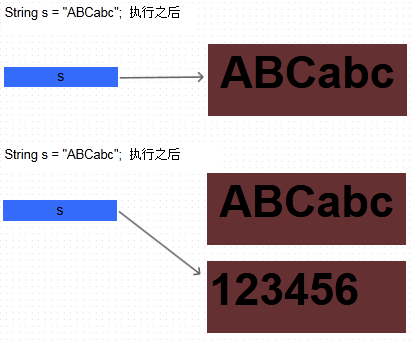 String s = "ABCabc"; 执行之后
s
ABCabc
String s = "ABCabc"; 执行之后
s
ABCabc
123456